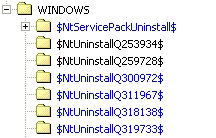 WINDOWS
$NtServicePackUninstall$
$NtUninstallQ253934$
$NtUninstallQ259728$
$NtUninstallQ300972$
$NtUninstallQ311967$
$NtUninstallQ318138$
$NtUninstallQ319733$